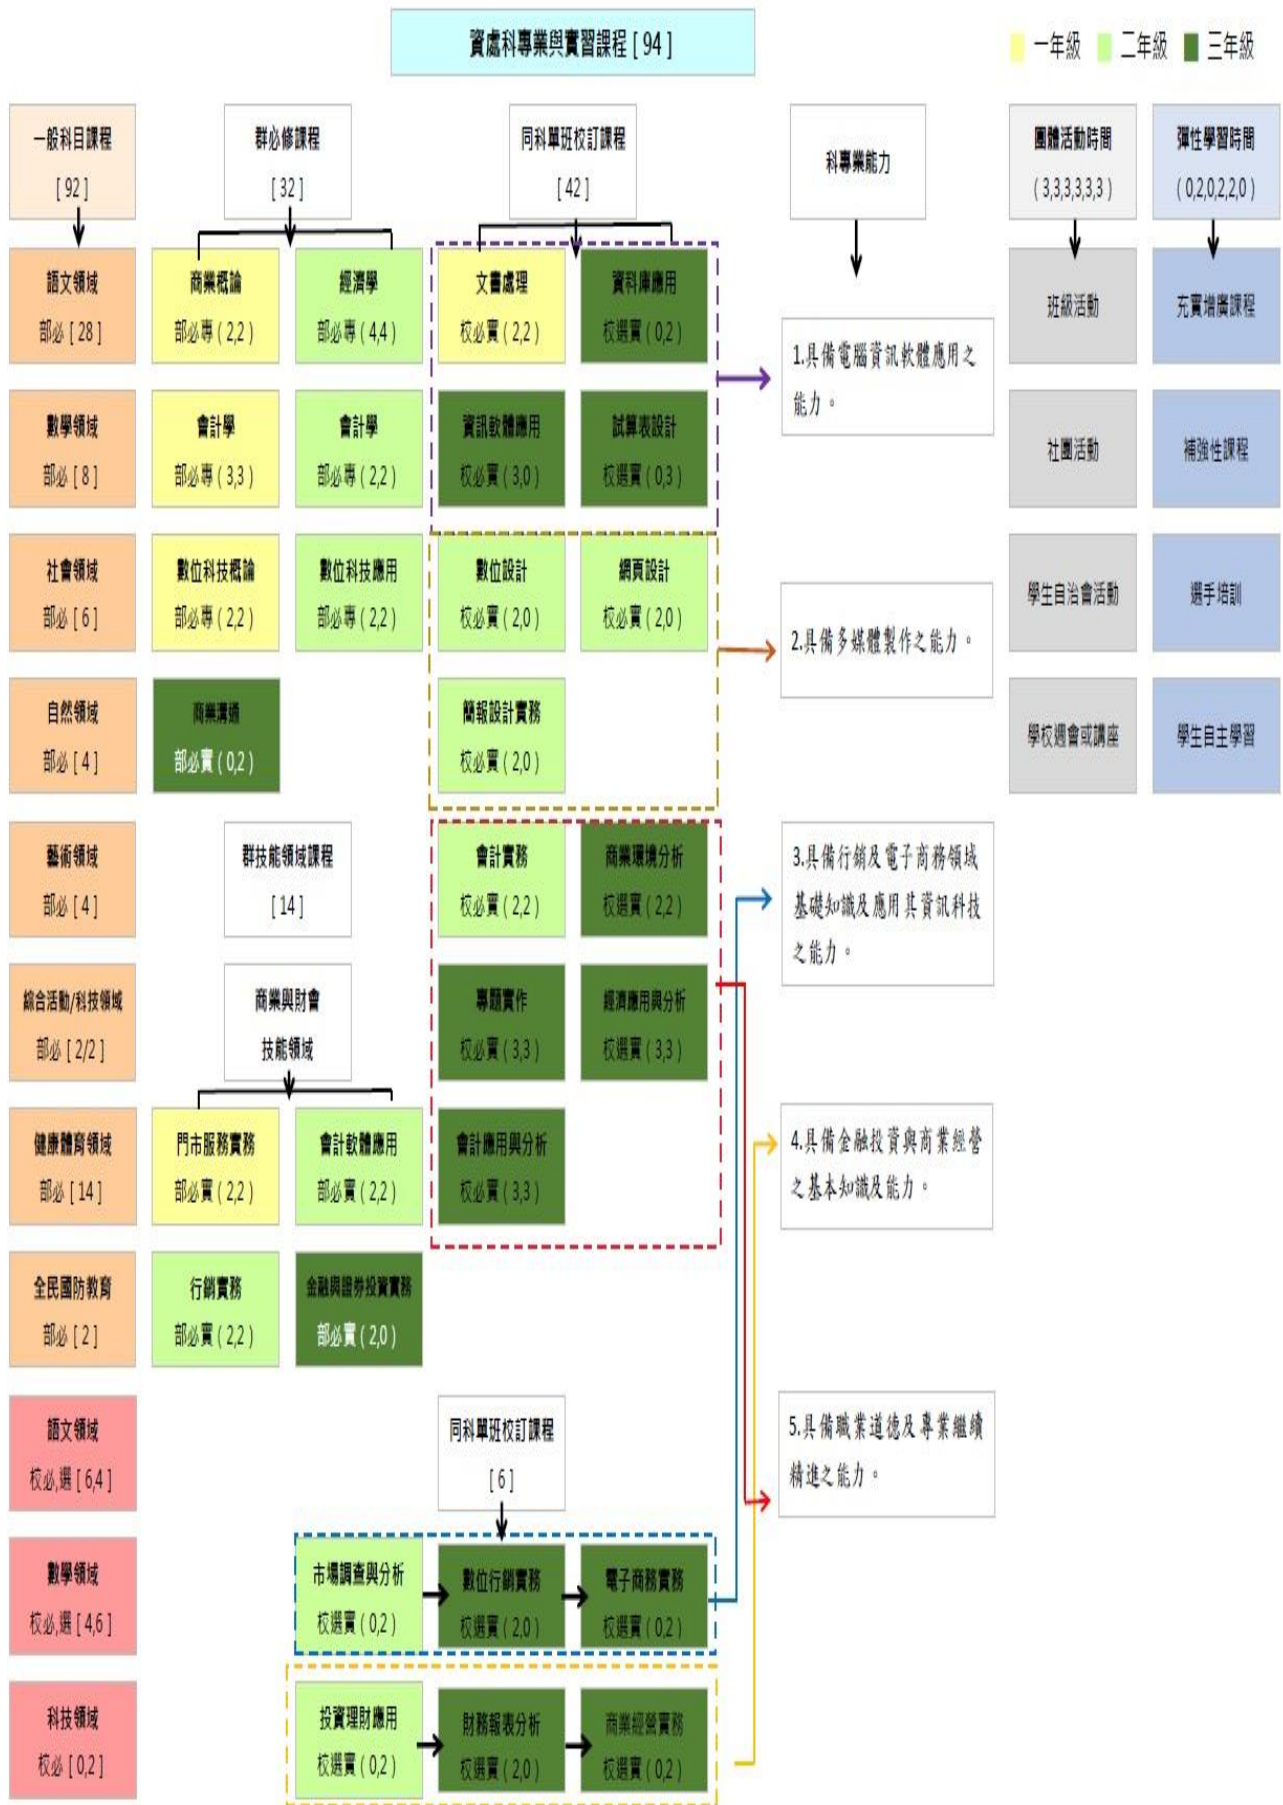 資處科專業與實習課程 [ 94 ]
一年級
二年級
三年級
一般科目課程
[ 92 ]
群必修課程
[ 32 ]
同科單班校訂課程
[ 42 ]
科專業能力
團體活動時間
( 3,3,3,3,3,3 )
彈性學習時間
( 0,2,0,2,2,0 )
語文領域
部必 [ 28 ]
商業概論
部必專 ( 2,2 )
經濟學
部必專 ( 4,4 )
文書處理
校必實 ( 2,2 )
資料庫應用
校選實 ( 0,2 )
1.具備電腦資訊軟體應用之
能力。
班級活動
充實增廣課程
數學領域
部必 [ 8 ]
會計學
部必專 ( 3,3 )
會計學
部必專 ( 2,2 )
資訊軟體應用
校必實 ( 3,0 )
試算表設計
校選實 ( 0,3 )
社團活動
補強性課程
社會領域
部必 [ 6 ]
數位科技概論
部必專 ( 2,2 )
數位科技應用
部必專 ( 2,2 )
數位設計
校必實 ( 2,0 )
網頁設計
校必實 ( 2,0 )
2.具備多媒體製作之能力。
學生自治會活動
選手培訓
自然領域
部必 [ 4 ]
商業溝通
部必實 ( 0,2 )
簡報設計實務
校必實 ( 2,0 )
學校週會或講座
學生自主學習
藝術領域
部必 [ 4 ]
群技能領域課程
[ 14 ]
會計實務
校必實 ( 2,2 )
商業環境分析
校選實 ( 2,2 )
3.具備行銷及電子商務領域
基礎知識及應用其資訊科技
之能力。
綜合活動/科技領域
部必 [ 2/2 ]
商業與財會
技能領域
專題實作
校必實 ( 3,3 )
經濟應用與分析
校選實 ( 3,3 )
健康體育領域
部必 [ 14 ]
門市服務實務
部必實 ( 2,2 )
會計軟體應用
部必實 ( 2,2 )
會計應用與分析
校必實 ( 3,3 )
4.具備金融投資與商業經營
之基本知識及能力。
全民國防教育
部必 [ 2 ]
行銷實務
部必實 ( 2,2 )
金融與證券投資實務
部必實 ( 2,0 )
語文領域
校必,選 [ 6,4 ]
同科單班校訂課程
[ 6 ]
5.具備職業道德及專業繼續
精進之能力。
數學領域
校必,選 [ 4,6 ]
市場調查與分析
校選實 ( 0,2 )
數位行銷實務
校選實 ( 2,0 )
電子商務實務
校選實 ( 0,2 )
科技領域
校必 [ 0,2 ]
投資理財應用
校選實 ( 0,2 )
財務報表分析
校選實 ( 2,0 )
商業經營實務
校選實 ( 0,2 )